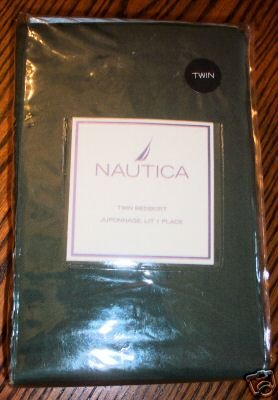 TWIN
NAUTICA
TWIN BEDSKIRT
JUPONNAGE, LIT 1 PLACE